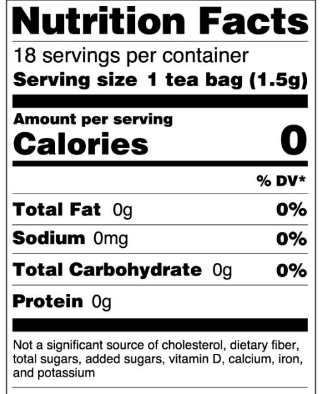 Nutrition Facts
18 servings per container
Serving size 1 tea bag (1.5g)
Amount per serving
Calories 0
% DV*
Total Fat 0g 0%
Sodium 0mg 0%
Total Carbohydrate 0g 0%
Protein 0g
Not a significant source of cholesterol, dietary fiber,
total sugars, added sugars, vitamin D, calcium, iron,
and potassium